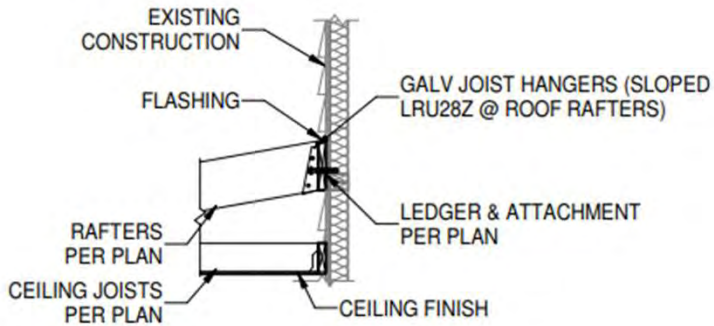 EXISTING
CONSTRUCTION
FLASHING
GALV JOIST HANGERS (SLOPED
LRU28Z @ ROOF RAFTERS)
RAFTERS
PER PLAN
LEDGER & ATTACHMENT
PER PLAN
CEILING JOISTS
PER PLAN
CEILING FINISH